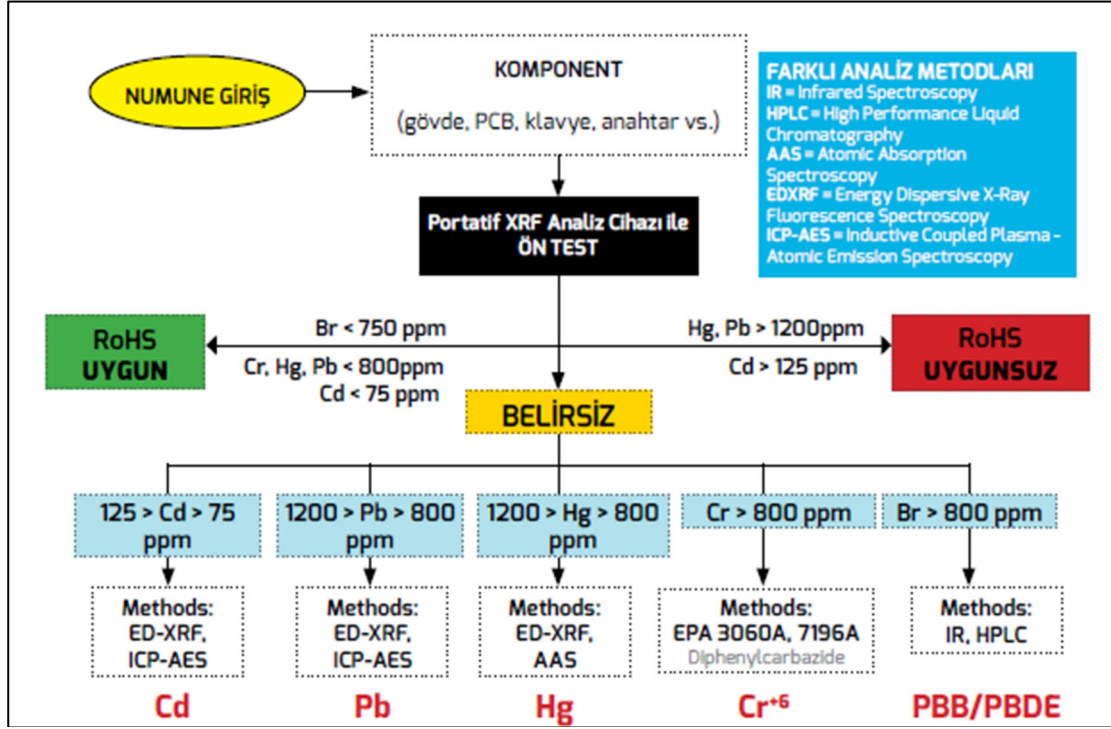 NUMUNE GİRİŞ
KOMPONENT
(gövde, PCB, klavye, anahtar vs.)
FARKLI ANALİZ METODLARI
IR = Infrared Spectroscopy
HPLC = High Performance Liquid
Chromatography
AAS = Atomic Absorption
Spectroscopy
EDXRF = Energy Dispersive X-Ray
Fluorescence Spectroscopy
ICP-AES = Inductive Coupled Plasma -
Atomic Emission Spectroscopy
Portatif XRF Analiz Cihazı ile
ÖN TEST
RoHS
UYGUN
Br < 750 ppm
Cr, Hg, Pb < 800ppm
Cd < 75 ppm
Hg, Pb > 1200ppm
Cd > 125 ppm
RoHS
UYGUNSUZ
BELİRSİZ
125 > Cd > 75
ppm
1200 > Pb > 800
ppm
1200 > Hg > 800
ppm
Cr > 800 ppm
Br > 800 ppm
Methods:
ED-XRF,
ICP-AES
Methods:
ED-XRF,
ICP-AES
Methods:
ED-XRF,
AAS
Methods:
EPA 3060A, 7196A
Diphenylcarbazide
Methods:
IR, HPLC
Cd
Pb
Hg
Cr+6
PBB/PBDE